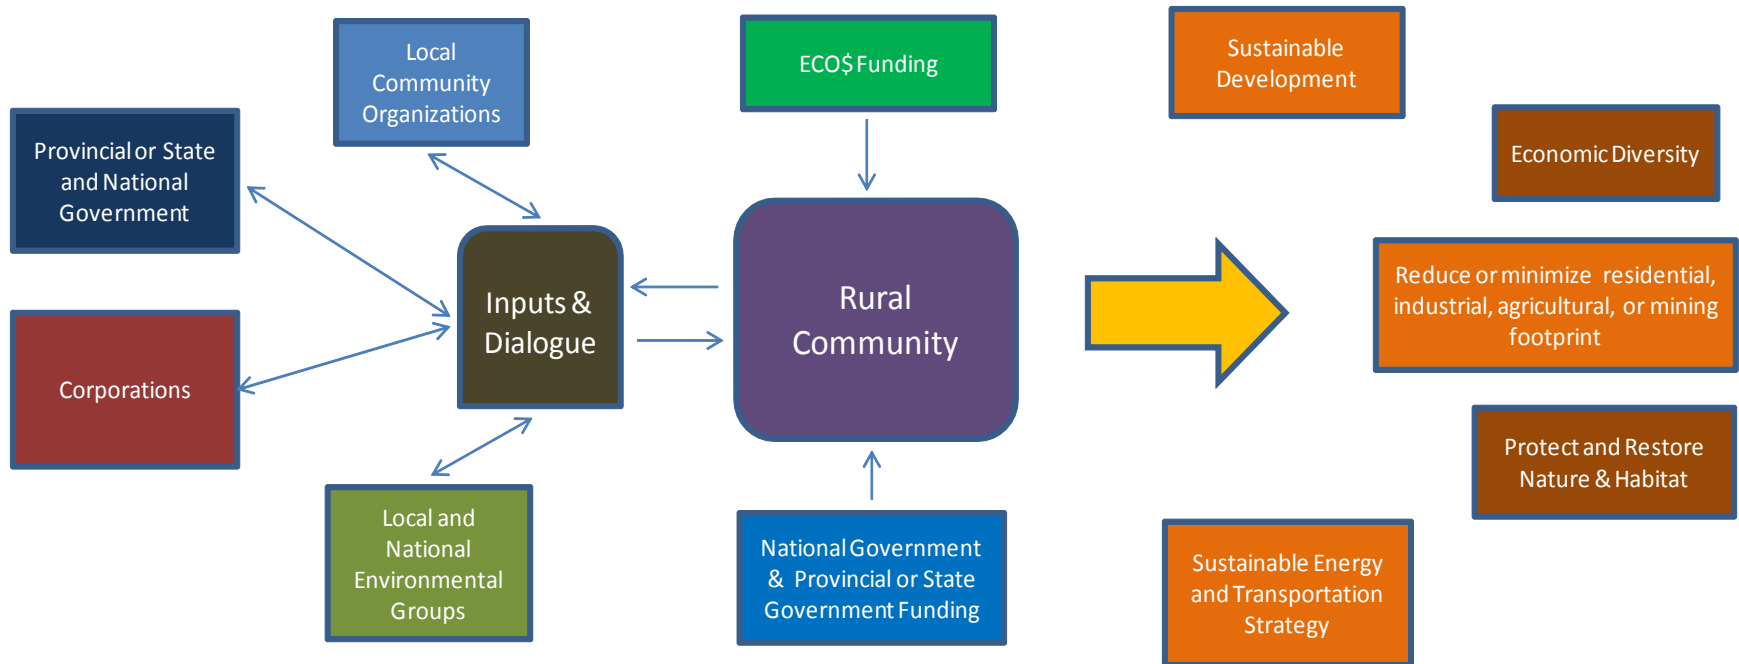 Local
Community
Organizations
Provincial or State
and National
Government
Corporations
Local and
National
Environmental
Groups
Inputs &
Dialogue
ECO$ Funding
Rural
Community
National Government
& Provincial or State
Government Funding
Sustainable
Development
Economic Diversity
Reduce or minimize residential,
industrial, agricultural, or mining
footprint
Protect and Restore
Nature & Habitat
Sustainable Energy
and Transportation
Strategy